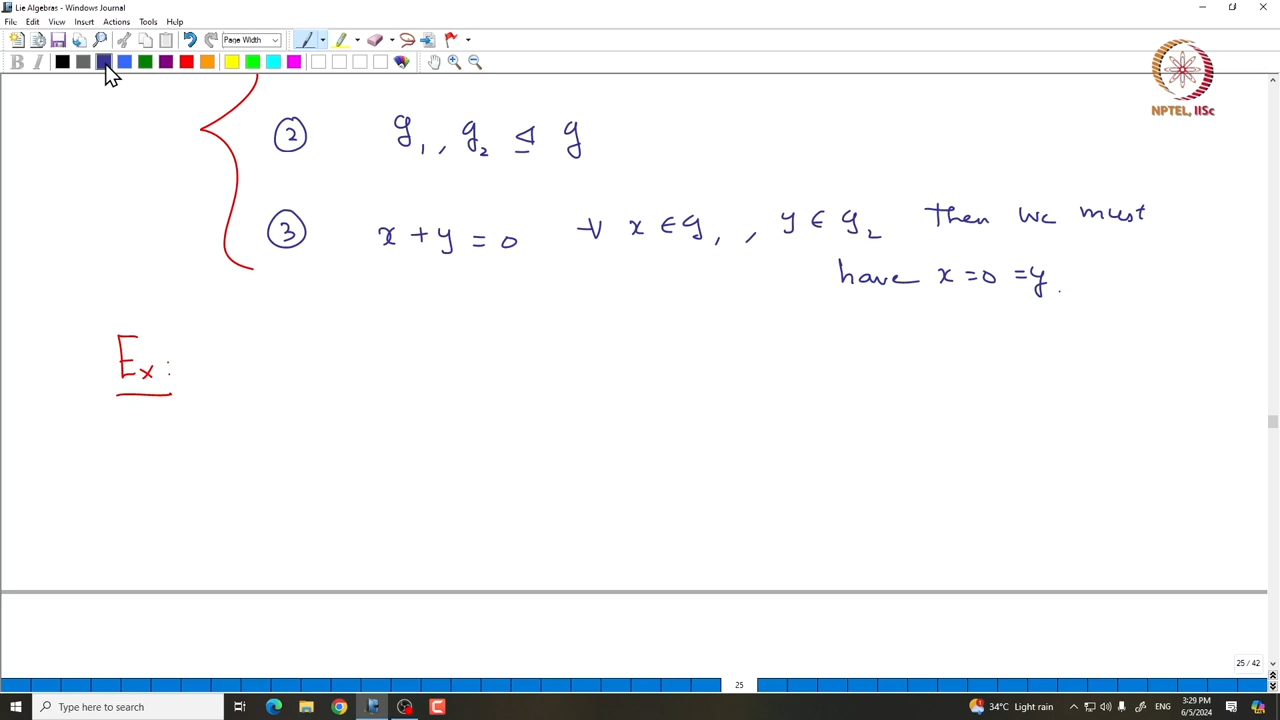 Lie Algebras - Windows Journal
File Edit View Insert Actions Tools Help
Page Width
B I
NPTEL, IISc
② g₁, g₂ ⊴ g
③ x + y = 0 ∀ x ∈ g₁, y ∈ g₂ Then we must
have x = 0 = y.
Ex:
25 / 42
25
Type here to search
34°C Light rain
ENG
3:29 PM
6/5/2024